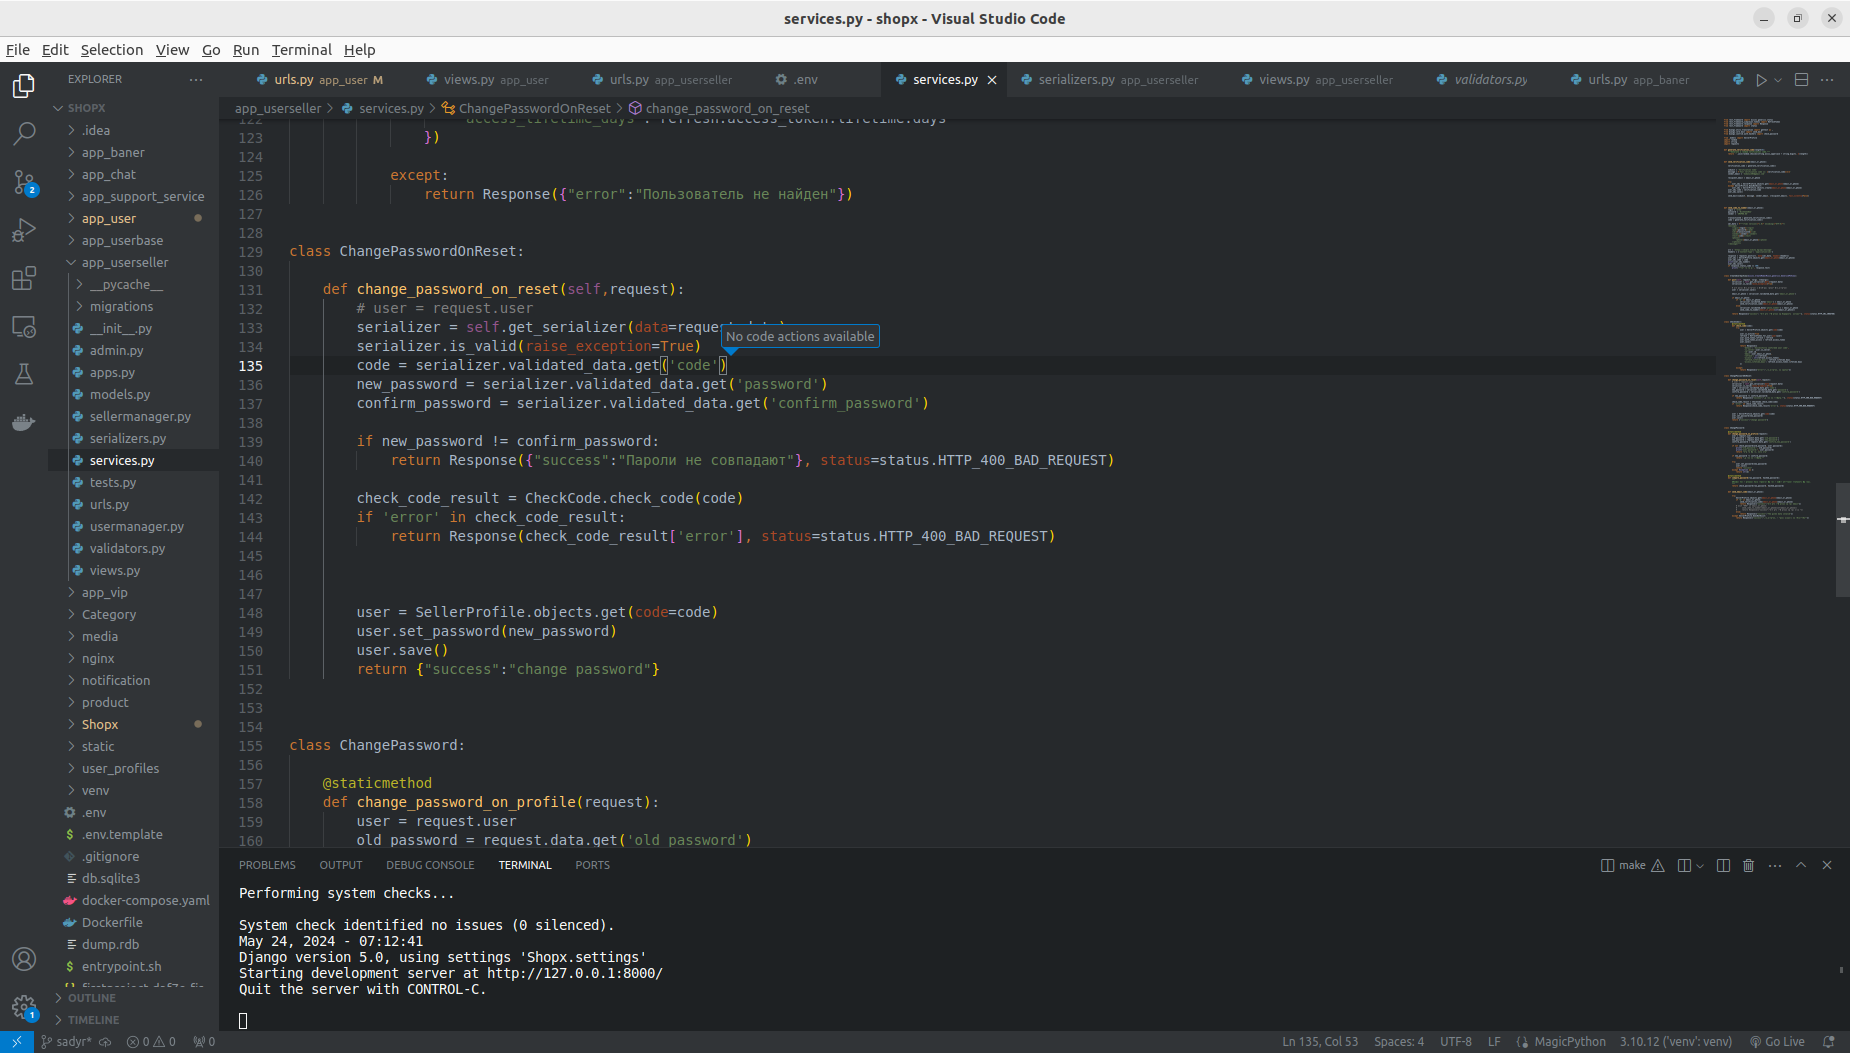 services.py - shopx - Visual Studio Code
File Edit Selection View Go Run Terminal Help
EXPLORER
urls.py app_user M
views.py app_user
urls.py app_userseller
.env
services.py
serializers.py app_userseller
views.py app_userseller
validators.py
urls.py app_baner
app_userseller > services.py > ChangePasswordOnReset > change_password_on_reset
SHOPX
.idea
app_baner
app_chat
app_support_service
app_user
app_userbase
app_userseller
__pycache__
migrations
__init__.py
admin.py
apps.py
models.py
sellermanager.py
serializers.py
services.py
tests.py
urls.py
usermanager.py
validators.py
views.py
app_vip
Category
media
nginx
notification
product
Shopx
static
user_profiles
venv
.env
.env.template
.gitignore
db.sqlite3
docker-compose.yaml
Dockerfile
dump.rdb
entrypoint.sh
OUTLINE
TIMELINE
2
1
122 "access_lifetime_days": refresh.access_token.lifetime.days
123 })
124
125 except:
126 return Response({"error":"Пользователь не найден"})
127
128
129 class ChangePasswordOnReset:
130
131 def change_password_on_reset(self,request):
132 # user = request.user
133 serializer = self.get_serializer(data=reque
No code actions available
134 serializer.is_valid(raise_exception=True)
135 code = serializer.validated_data.get('code')
136 new_password = serializer.validated_data.get('password')
137 confirm_password = serializer.validated_data.get('confirm_password')
138
139 if new_password != confirm_password:
140 return Response({"success":"Пароли не совпадают"}, status=status.HTTP_400_BAD_REQUEST)
141
142 check_code_result = CheckCode.check_code(code)
143 if 'error' in check_code_result:
144 return Response(check_code_result['error'], status=status.HTTP_400_BAD_REQUEST)
145
146
147
148 user = SellerProfile.objects.get(code=code)
149 user.set_password(new_password)
150 user.save()
151 return {"success":"change password"}
152
153
154
155 class ChangePassword:
156
157 @staticmethod
158 def change_password_on_profile(request):
159 user = request.user
160 old_password = request.data.get('old_password')
PROBLEMS OUTPUT DEBUG CONSOLE TERMINAL PORTS
make
Performing system checks...
System check identified no issues (0 silenced).
May 24, 2024 - 07:12:41
Django version 5.0, using settings 'Shopx.settings'
Starting development server at http://127.0.0.1:8000/
Quit the server with CONTROL-C.
sadyr* 0 0 0 Ln 135, Col 53 Spaces: 4 UTF-8 LF MagicPython 3.10.12 ('venv': venv) Go Live